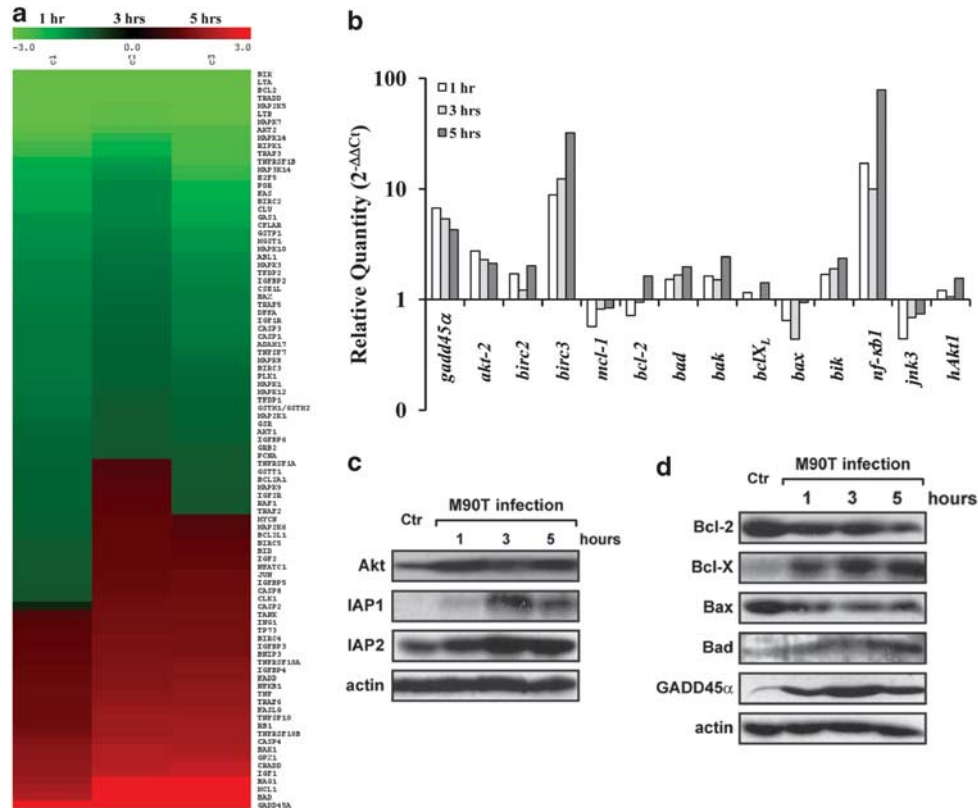 a
1 hr 3 hrs 5 hrs
-3.0 0.0 3.0
BIK
LTA
BCL2
TRADD
MAP2K5
LTB
MAPK7
AKT2
MAPK14
RIPK1
TRAF3
TNFRSF1B
MAP3K14
E2F5
PGR
FAS
BIRC2
CLU
GAS1
CFLAR
GSTP1
MGST1
MAPK10
ABL1
MAPK3
TFDP2
IGFBP2
CSE1L
BAX
TRAF5
DFFA
IGF1R
CASP3
CASP1
ADAM17
TNFSF7
MAPK8
BIRC3
PLK1
MAPK1
MAPK12
TFDP1
GSTM1/GSTM2
MAP2K1
GSR
AKT1
IGFBP6
GRB2
PCNA
TNFRSF1A
GSTT1
BCL2A1
MAPK9
IGF2R
BAP1
TRAF2
MYCN
MAP2K6
BCL2L1
BIRC5
BID
IGF2
NFATC1
JUN
IGFBP5
CASP8
CLK1
CASP2
TANK
ING1
TP73
BIRC4
IGFBP3
BNIP3
TNFRSF10A
IGFBP4
FADD
NFKB1
TNF
TRAF6
FASLG
TNFSF10
RB1
TNFRSF10B
CASP4
BAK1
GPX1
CRADD
IGF1
BAG1
MCL1
BAD
GADD45A
b
Relative Quantity (2-ΔΔCt)
100
10
1
0
1 hr
3 hrs
5 hrs
gadd45α
akt-2
birc2
birc3
mcl-1
bcl-2
bad
bak
bclXL
bax
bik
nf-κb1
jnk3
hAkt1
c
M90T infection
Ctr 1 3 5 hours
Akt
IAP1
IAP2
actin
d
M90T infection
Ctr 1 3 5 hours
Bcl-2
Bcl-X
Bax
Bad
GADD45α
actin